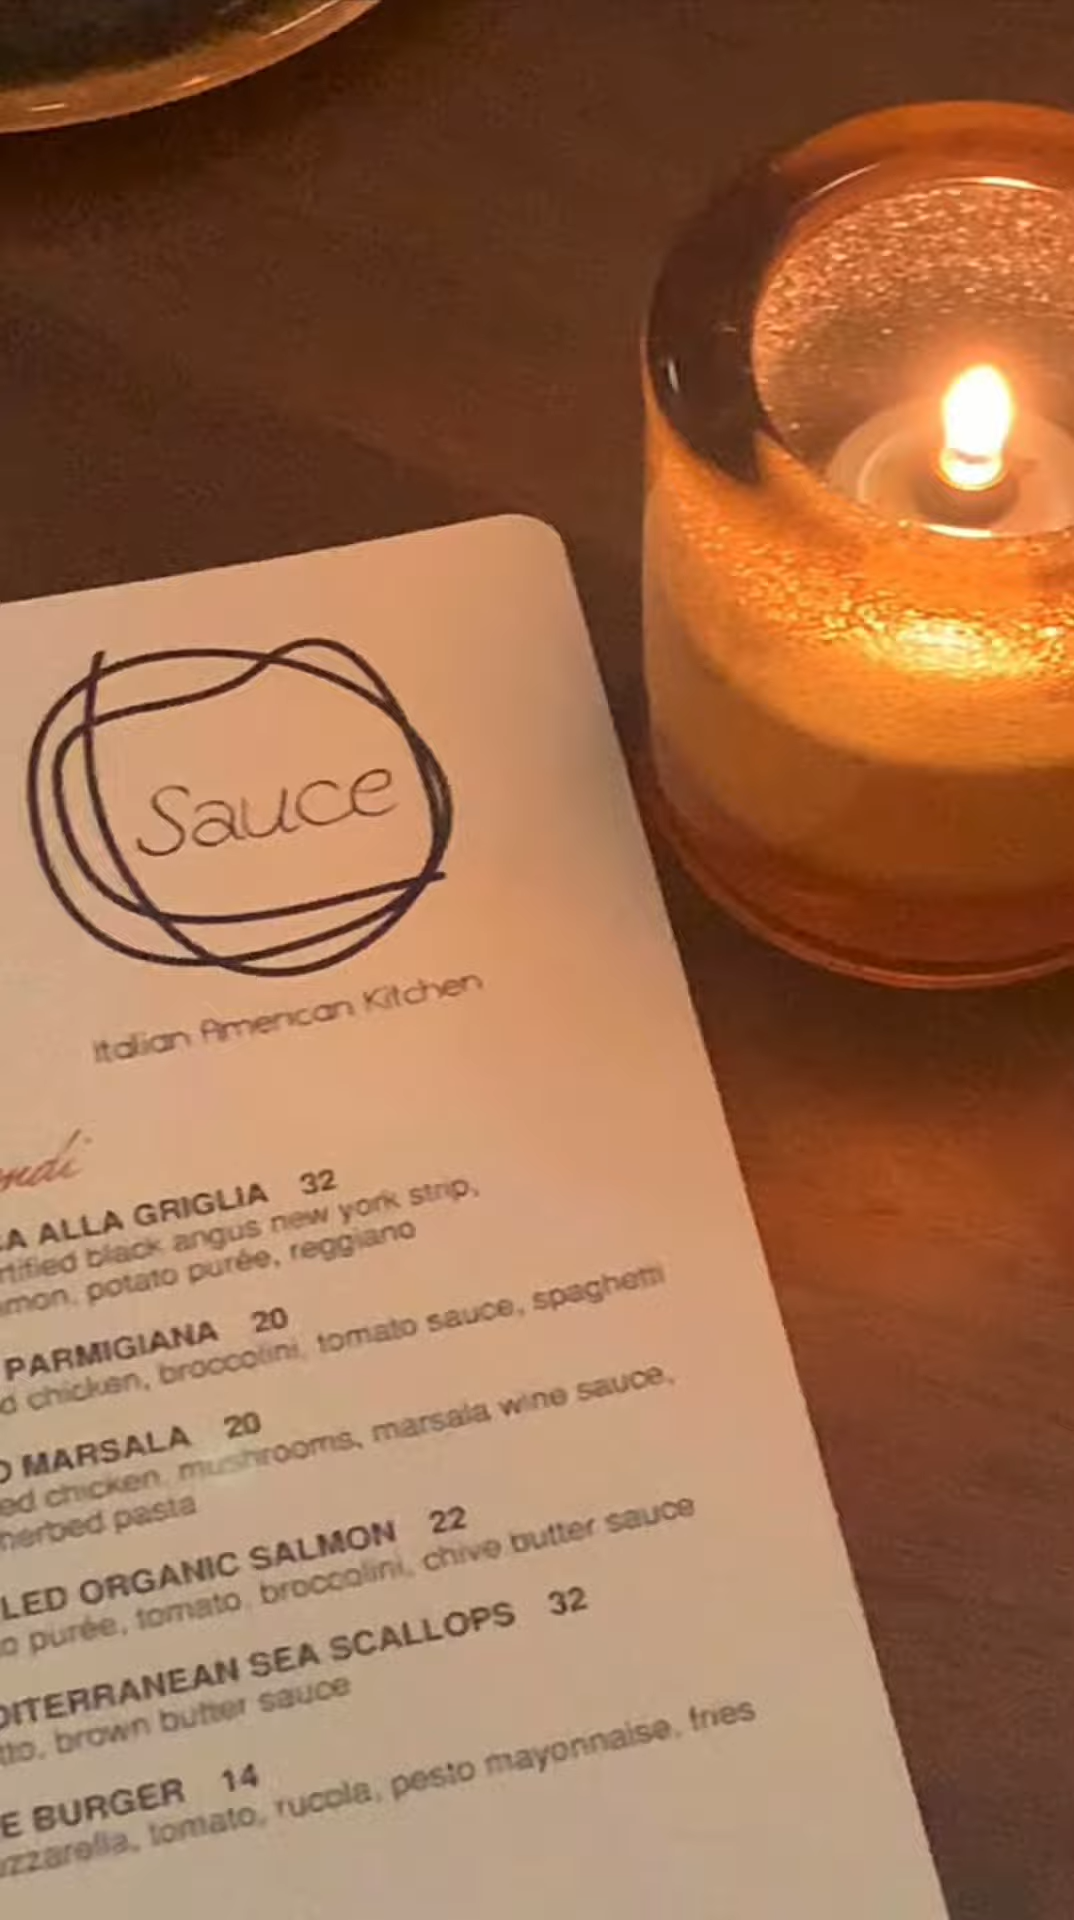 Sauce
Italian American Kitchen
ALLA GRIGLIA 32
black angus new york strip,
potato purée, reggiano
PARMIGIANA 20
chicken, broccolini, tomato sauce, spaghetti
MARSALA 20
chicken, mushrooms, marsala wine sauce,
herbed pasta
ORGANIC SALMON 22
purée, tomato, broccolini, chive butter sauce
SEA SCALLOPS 32
brown butter sauce
BURGER 14
tomato, rucola, pesto mayonnaise, fries